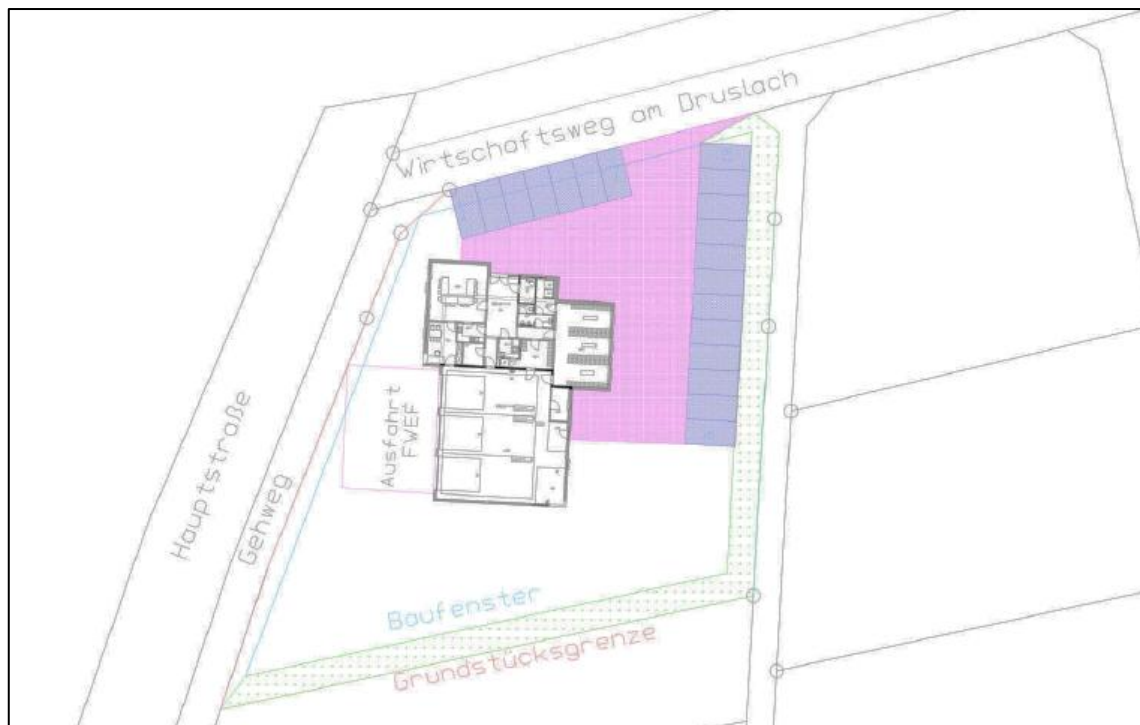 Wirtschaftsweg am Druslach
Hauptstraße
Gehweg
Ausfahrt
FWEF
Baufenster
Grundstücksgrenze